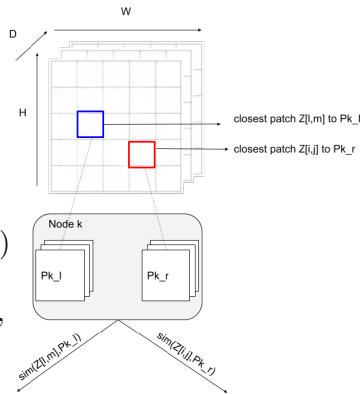 W
D
H
closest patch Z[l,m] to Pk_l
closest patch Z[i,j] to Pk_r
Node k
)
Pk_l
Pk_r
,
sim(Z[l,m],Pk_l)
sim(Z[i,j],Pk_r)